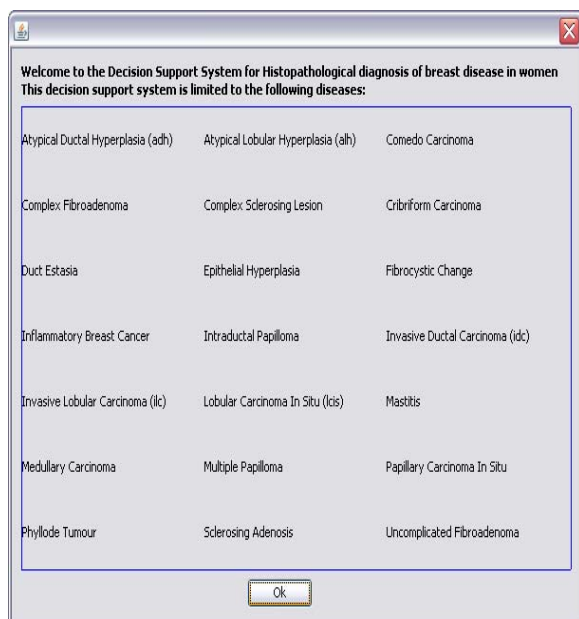 Welcome to the Decision Support System for Histopathological diagnosis of breast disease in women
This decision support system is limited to the following diseases:
Atypical Ductal Hyperplasia (adh) Atypical Lobular Hyperplasia (alh) Comedo Carcinoma
Complex Fibroadenoma Complex Sclerosing Lesion Cribriform Carcinoma
Duct Estasia Epithelial Hyperplasia Fibrocystic Change
Inflammatory Breast Cancer Intraductal Papilloma Invasive Ductal Carcinoma (idc)
Invasive Lobular Carcinoma (ilc) Lobular Carcinoma In Situ (lcis) Mastitis
Medullary Carcinoma Multiple Papilloma Papillary Carcinoma In Situ
Phyllode Tumour Sclerosing Adenosis Uncomplicated Fibroadenoma
Ok